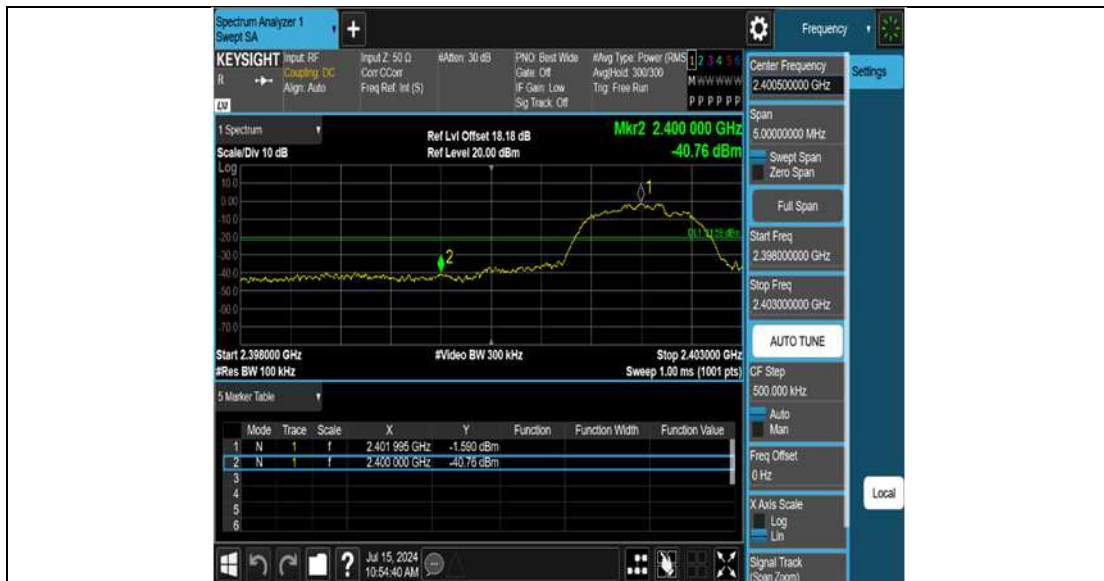 Spectrum Analyzer 1
Swept SA
+
Frequency
KEYSIGHT
R
LXI
Input: RF
Coupling: DC
Align: Auto
Input Z: 50 Ω
Corr CCorr
Freq Ref: Int (S)
#Atten: 30 dB
PNO: Best Wide
Gate: Off
IF Gain: Low
Sig Track: Off
#Avg Type: Power (RMS
Avg|Hold: 300/300
Trig: Free Run
1 2 3 4 5 6
M W W W W W
P P P P P P
1 Spectrum
Scale/Div 10 dB
Ref Lvl Offset 18.18 dB
Ref Level 20.00 dBm
Mkr2 2.400 000 GHz
-40.76 dBm
Log
10.0
0.00
-10.0
-20.0
-30.0
-40.0
-50.0
-60.0
-70.0
1
2
DL1 -21.59 dBm
Start 2.398000 GHz
#Video BW 300 kHz
Stop 2.403000 GHz
#Res BW 100 kHz
Sweep 1.00 ms (1001 pts)
5 Marker Table
Mode Trace Scale X Y Function Function Width Function Value
1 N 1 f 2.401 995 GHz -1.590 dBm
2 N 1 f 2.400 000 GHz -40.76 dBm
3
4
5
6
?
Jul 15, 2024
10:54:40 AM
Center Frequency
2.400500000 GHz
Settings
Span
5.00000000 MHz
Swept Span
Zero Span
Full Span
Start Freq
2.398000000 GHz
Stop Freq
2.403000000 GHz
AUTO TUNE
CF Step
500.000 kHz
Auto
Man
Freq Offset
0 Hz
X Axis Scale
Log
Lin
Local
Signal Track
(Span Zoom)